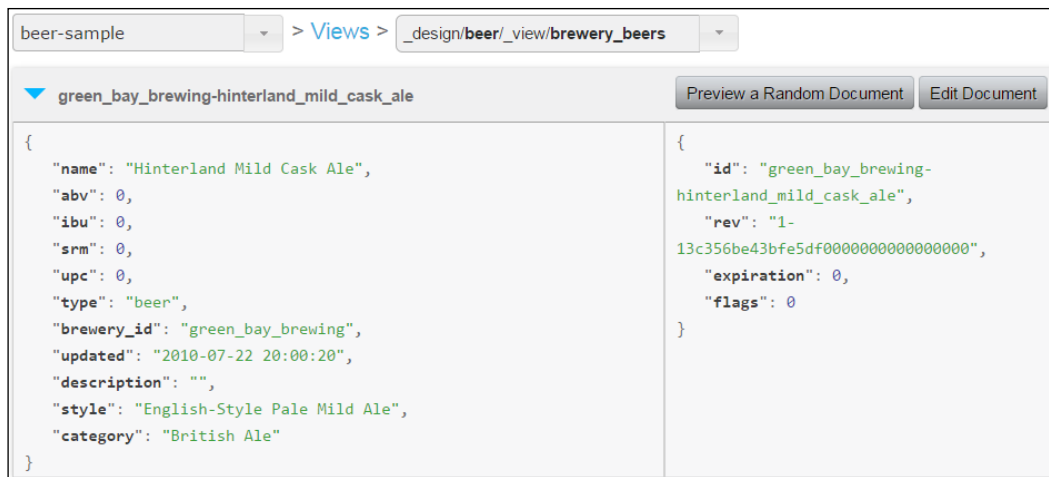 beer-sample > Views > _design/beer/_view/brewery_beers
green_bay_brewing-hinterland_mild_cask_ale Preview a Random Document Edit Document
{
"name": "Hinterland Mild Cask Ale",
"abv": 0,
"ibu": 0,
"srm": 0,
"upc": 0,
"type": "beer",
"brewery_id": "green_bay_brewing",
"updated": "2010-07-22 20:00:20",
"description": "",
"style": "English-Style Pale Mild Ale",
"category": "British Ale"
}
{
"id": "green_bay_brewing-
hinterland_mild_cask_ale",
"rev": "1-
13c356be43bfe5df0000000000000000",
"expiration": 0,
"flags": 0
}